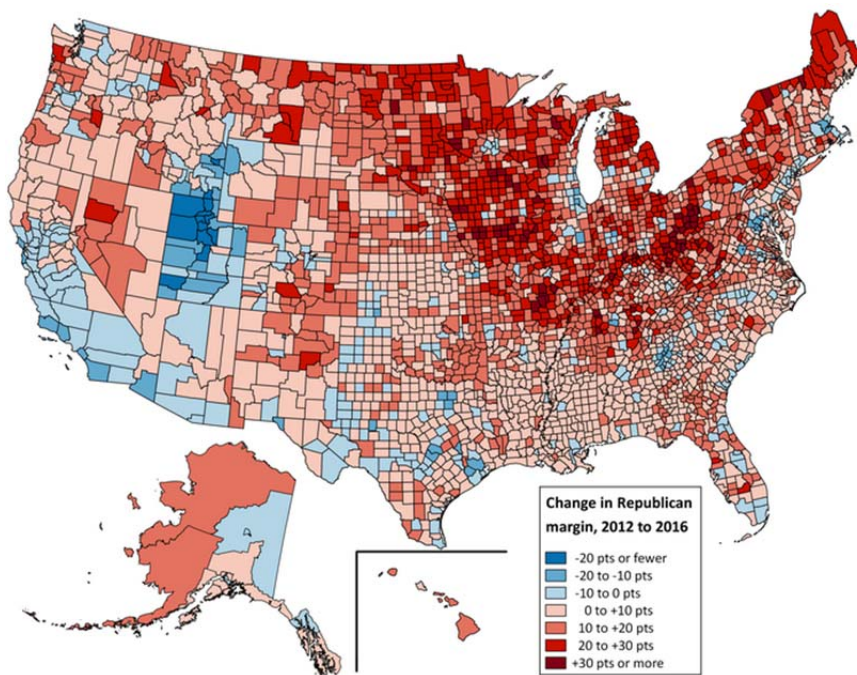 Change in Republican
margin, 2012 to 2016
-20 pts or fewer
-20 to -10 pts
-10 to 0 pts
0 to +10 pts
10 to +20 pts
20 to +30 pts
+30 pts or more